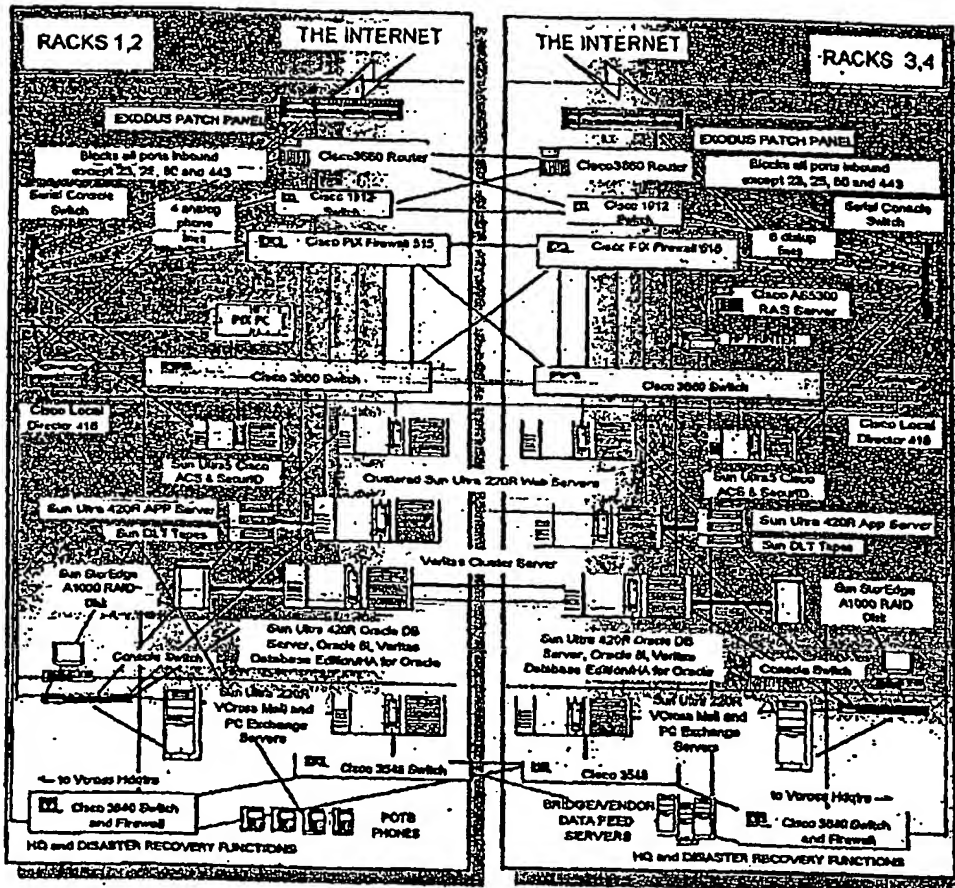 RACKS 1,2
THE INTERNET
EXODUS PATCH PANEL
Blocks all ports inbound
except 23, 25, 80 and 443
Cisco3660 Router
Serial Console
Switch
4 analog
phone
lines
Cisco 1912
Switch
Cisco PIX Firewall 515
PIX PC
Cisco Local
Director 416
Sun Ultra5 Cisco
ACS & SecurID
Sun Ultra 420R APP Server
Sun DLT Tapes
Sun StorEdge
A1000 RAID
Disk
Sun Ultra 420R Oracle DB
Server, Oracle 8i, Veritas
Database Edition/HA for Oracle
Console Switch
Sun Ultra 220R
VCross Mail and
PC Exchange
Servers
Cisco 3548 Switch
to Vcross Hdqtrs
Cisco 3640 Switch
and Firewall
POTS
PHONES
HQ and DISASTER RECOVERY FUNCTIONS
Clustered Sun Ultra 220R Web Servers
Veritas Cluster Server
THE INTERNET
RACKS 3,4
EXODUS PATCH PANEL
Cisco3660 Router
Blocks all ports inbound
except 23, 25, 80 and 443
Cisco 1912
Switch
Serial Console
Switch
Cisco PIX Firewall 515
dialup
lines
Cisco AS5300
RAS Server
HP PRINTER
Cisco Local
Director 416
Sun Ultra5 Cisco
ACS & SecurID
Sun Ultra 420R App Server
Sun DLT Tapes
Sun StorEdge
A1000 RAID
Disk
Sun Ultra 420R Oracle DB
Server, Oracle 8i, Veritas
Database Edition/HA for Oracle
Console Switch
Sun Ultra 220R
VCross Mail and
PC Exchange
Servers
Cisco 3548
to Vcross Hdqtrs
BRIDGE/VENDOR
DATA FEED
SERVERS
Cisco 3640 Switch
and Firewall
HQ and DISASTER RECOVERY FUNCTIONS